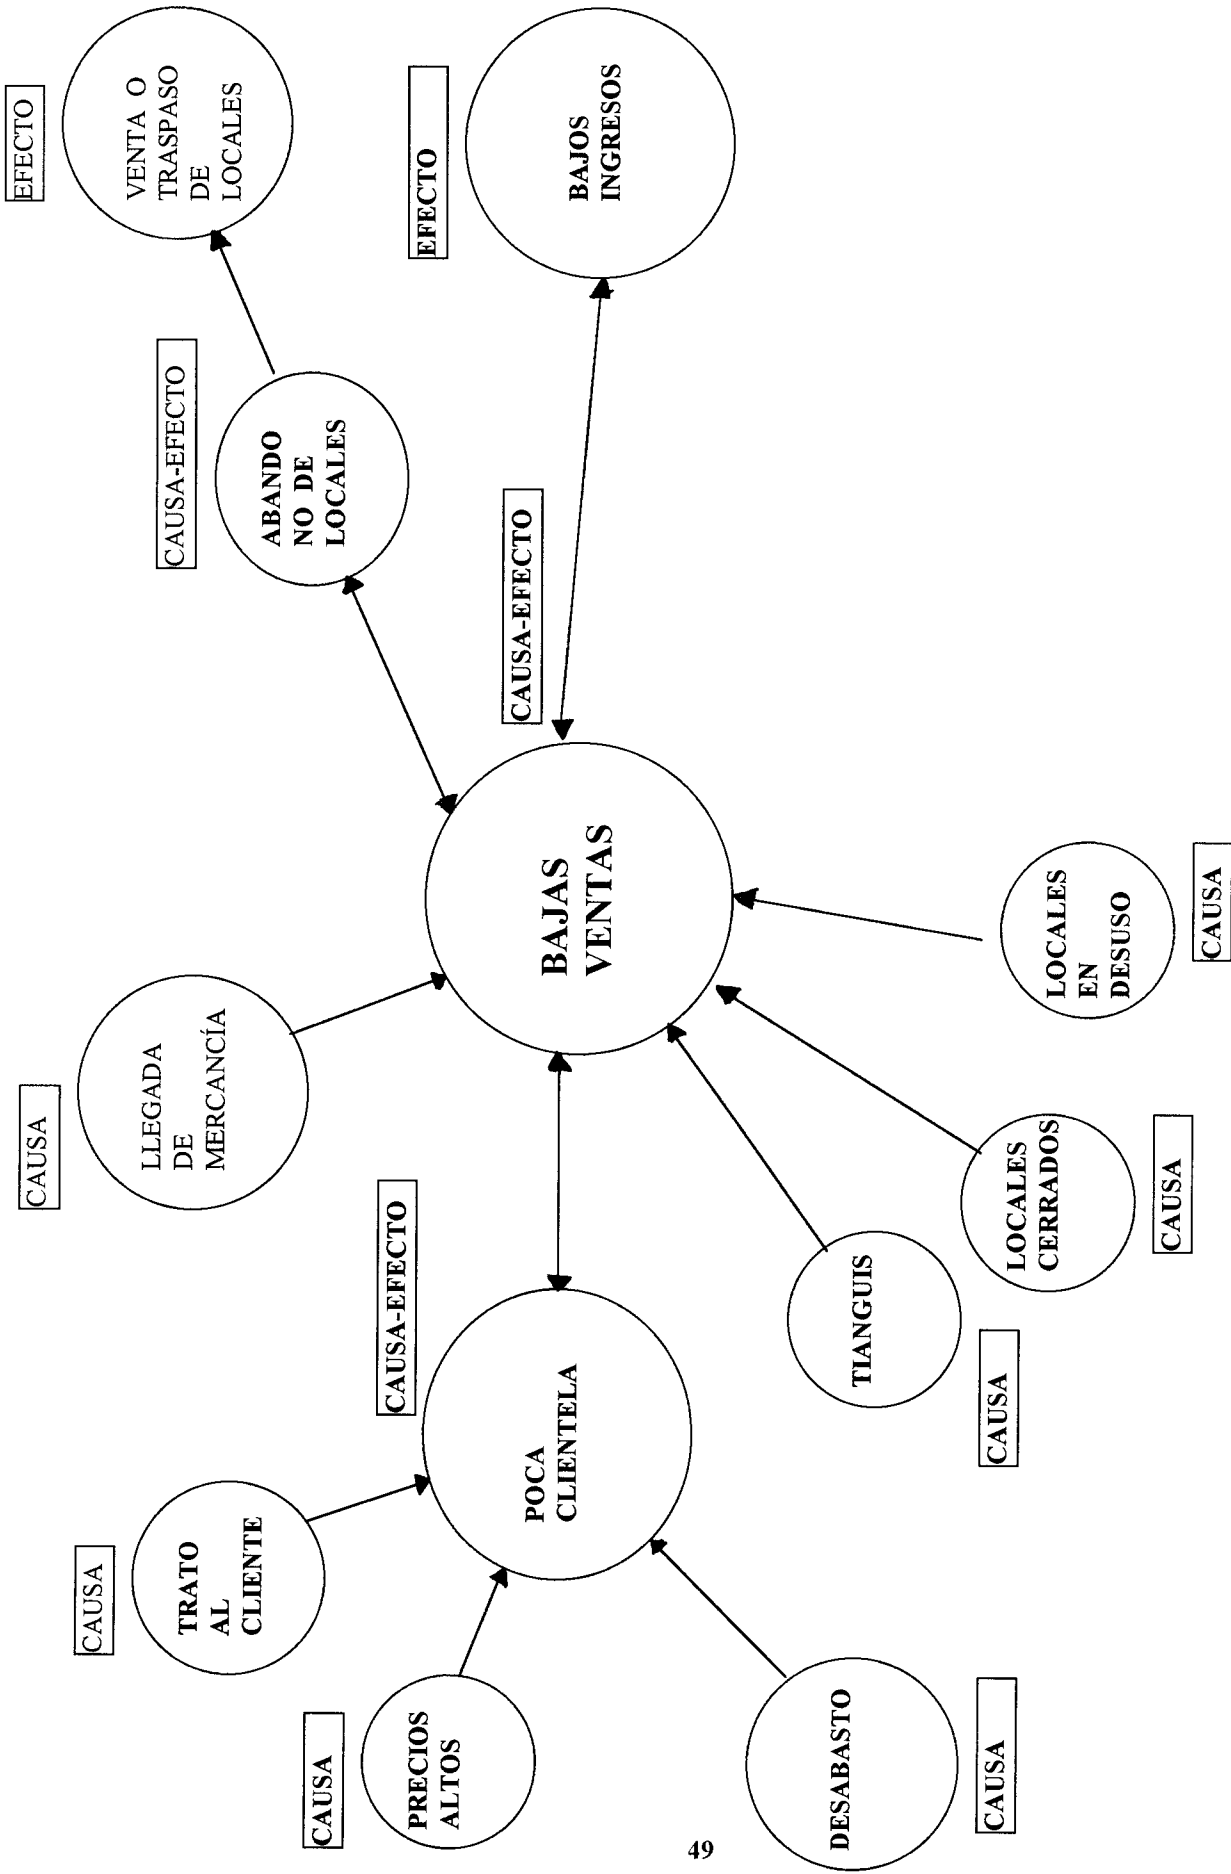 CAUSA
TRATO
AL
CLIENTE
CAUSA
PRECIOS
ALTOS
CAUSA-EFECTO
POCA
CLIENTELA
DESABASTO
CAUSA
CAUSA
LLEGADA
DE
MERCANCÍA
BAJAS
VENTAS
TIANGUIS
CAUSA
LOCALES
CERRADOS
CAUSA
LOCALES
EN
DESUSO
CAUSA
CAUSA-EFECTO
ABANDO
NO DE
LOCALES
CAUSA-EFECTO
EFECTO
VENTA O
TRASPASO
DE
LOCALES
EFECTO
BAJOS
INGRESOS
49